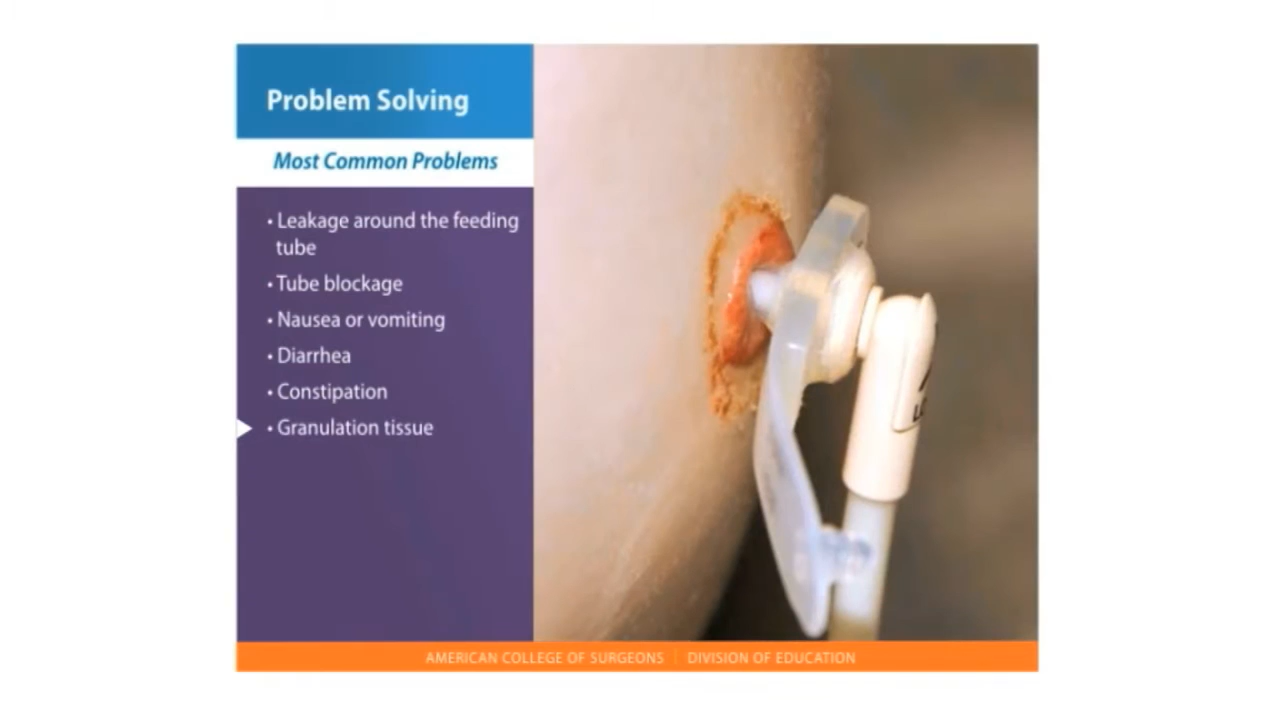 Problem Solving
Most Common Problems
• Leakage around the feeding
tube
• Tube blockage
• Nausea or vomiting
• Diarrhea
• Constipation
• Granulation tissue
AMERICAN COLLEGE OF SURGEONS | DIVISION OF EDUCATION